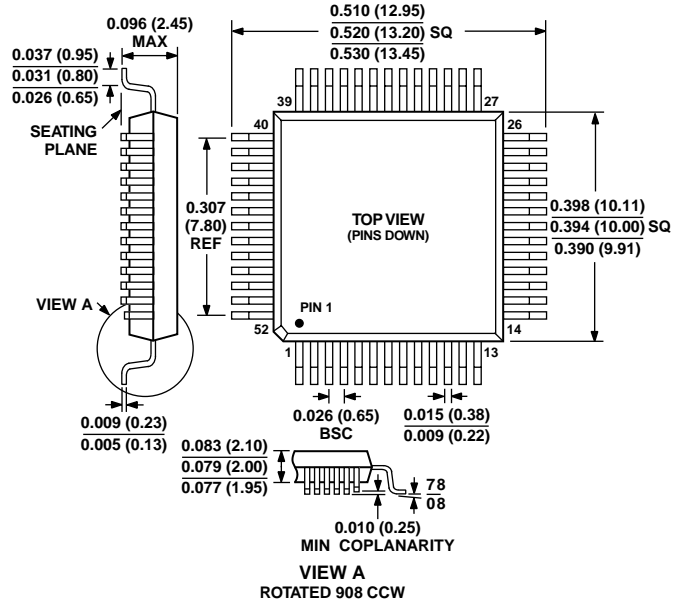 0.510 (12.95)
0.520 (13.20) SQ
0.530 (13.45)
0.096 (2.45)
MAX
0.037 (0.95)
0.031 (0.80)
0.026 (0.65)
SEATING
PLANE
39
27
40
26
0.307
(7.80)
REF
TOP VIEW
(PINS DOWN)
0.398 (10.11)
0.394 (10.00) SQ
0.390 (9.91)
VIEW A
PIN 1
52
14
1
13
0.009 (0.23)
0.005 (0.13)
0.026 (0.65)
BSC
0.015 (0.38)
0.009 (0.22)
0.083 (2.10)
0.079 (2.00)
0.077 (1.95)
78
08
0.010 (0.25)
MIN COPLANARITY
VIEW A
ROTATED 908 CCW